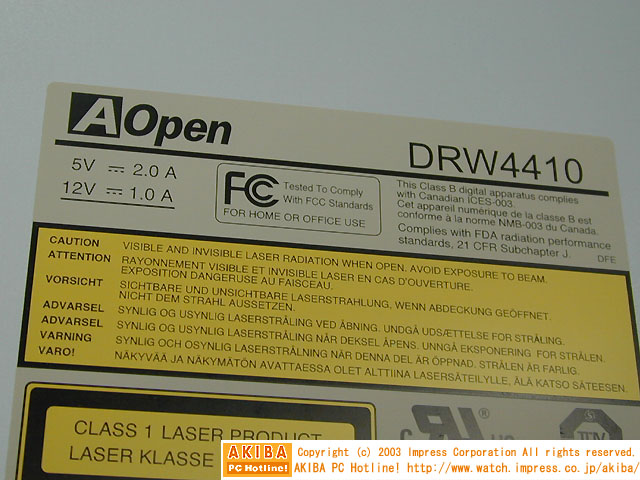 AOpen
DRW4410
5V ⎓ 2.0 A
12V ⎓ 1.0 A
FC Tested To Comply
With FCC Standards
FOR HOME OR OFFICE USE
This Class B digital apparatus complies
with Canadian ICES-003.
Cet appareil numérique de la classe B est
conforme à la norme NMB-003 du Canada.
Complies with FDA radiation performance
standards, 21 CFR Subchapter J.
DFE
CAUTION VISIBLE AND INVISIBLE LASER RADIATION WHEN OPEN. AVOID EXPOSURE TO BEAM.
ATTENTION RAYONNEMENT VISIBLE ET INVISIBLE LASER EN CAS D'OUVERTURE.
EXPOSITION DANGERUSE AU FAISCEAU.
VORSICHT SICHTBARE UND UNSICHTBARE LASERSTRAHLUNG, WENN ABDECKUNG GEÖFFNET.
NICHT DEM STRAHL AUSSETZEN.
ADVARSEL SYNLIG OG USYNLIG LASERSTRÅLING VED ÅBNING. UNDGÅ UDSÆTTELSE FOR STRÅLING.
ADVARSEL SYNLIG OG USYNLIG LASERSTRÅLING NÅR DEKSEL ÅPENS. UNNGÅ EKSPONERING FOR STRÅLEN.
VARNING SYNLIG OCH OSYNLIG LASERSTRÅLNING NÄR DENNA DEL ÄR ÖPPNAD. STRÅLEN ÄR FARLIG.
VARO! NÄKYVÄÄ JA NÄKYMÄTÖN AVATTAESSA OLET ALTTIINA LASERSÄTEILYLLE, ÄLÄ KATSO SÄTEESEN.
CLASS 1 LASER PRODUCT
LASER KLASSE
AKIBA
PC Hotline!
Copyright (c) 2003 Impress Corporation All rights reserved.
AKIBA PC Hotline! http://www.watch.impress.co.jp/akiba/